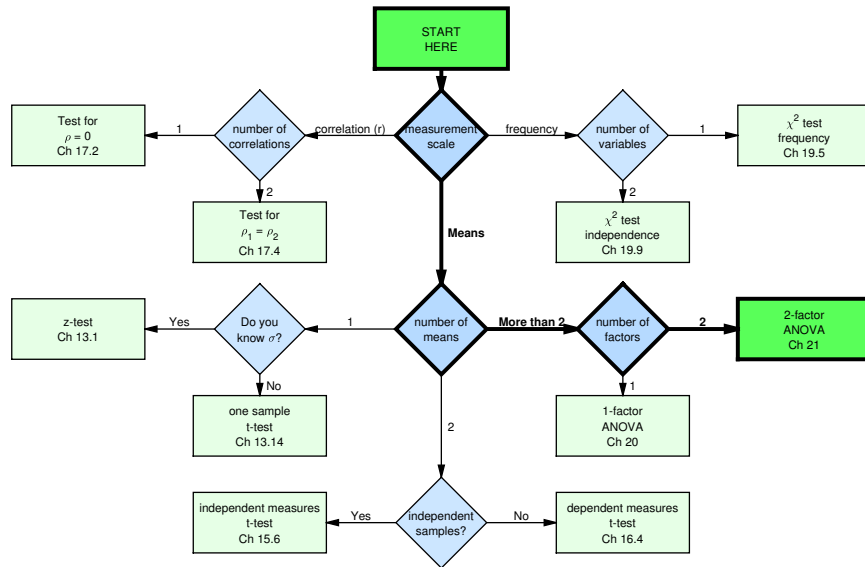 START
HERE
Test for
ρ = 0
Ch 17.2
1
number of
correlations
correlation (r)
measurement
scale
frequency
number of
variables
1
χ² test
frequency
Ch 19.5
2
2
Test for
ρ₁ = ρ₂
Ch 17.4
Means
χ² test
independence
Ch 19.9
z-test
Ch 13.1
Yes
Do you
know σ?
1
number of
means
More than 2
number of
factors
2
2-factor
ANOVA
Ch 21
No
1
one sample
t-test
Ch 13.14
2
1-factor
ANOVA
Ch 20
independent measures
t-test
Ch 15.6
Yes
independent
samples?
No
dependent measures
t-test
Ch 16.4